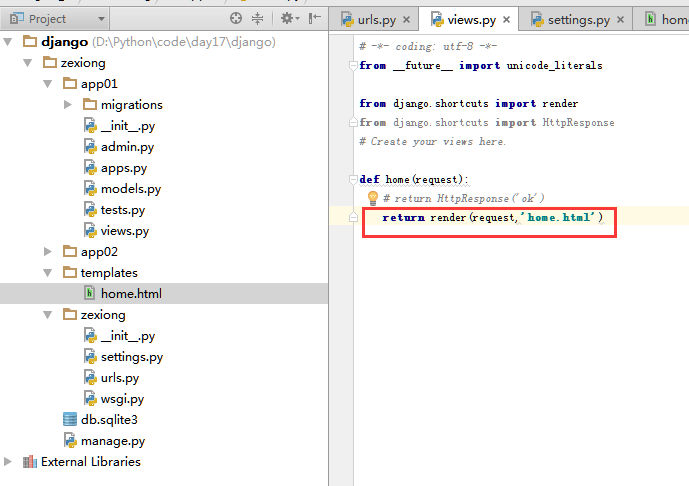 Project
django (D:\Python\code\day17\django)
zexiong
app01
migrations
__init__.py
admin.py
apps.py
models.py
tests.py
views.py
app02
templates
home.html
zexiong
__init__.py
settings.py
urls.py
wsgi.py
db.sqlite3
manage.py
External Libraries
urls.py
views.py
settings.py
# -*- coding: utf-8 -*-
from __future__ import unicode_literals
from django.shortcuts import render
from django.shortcuts import HttpResponse
# Create your views here.
def home(request):
# return HttpResponse('ok')
return render(request,'home.html')